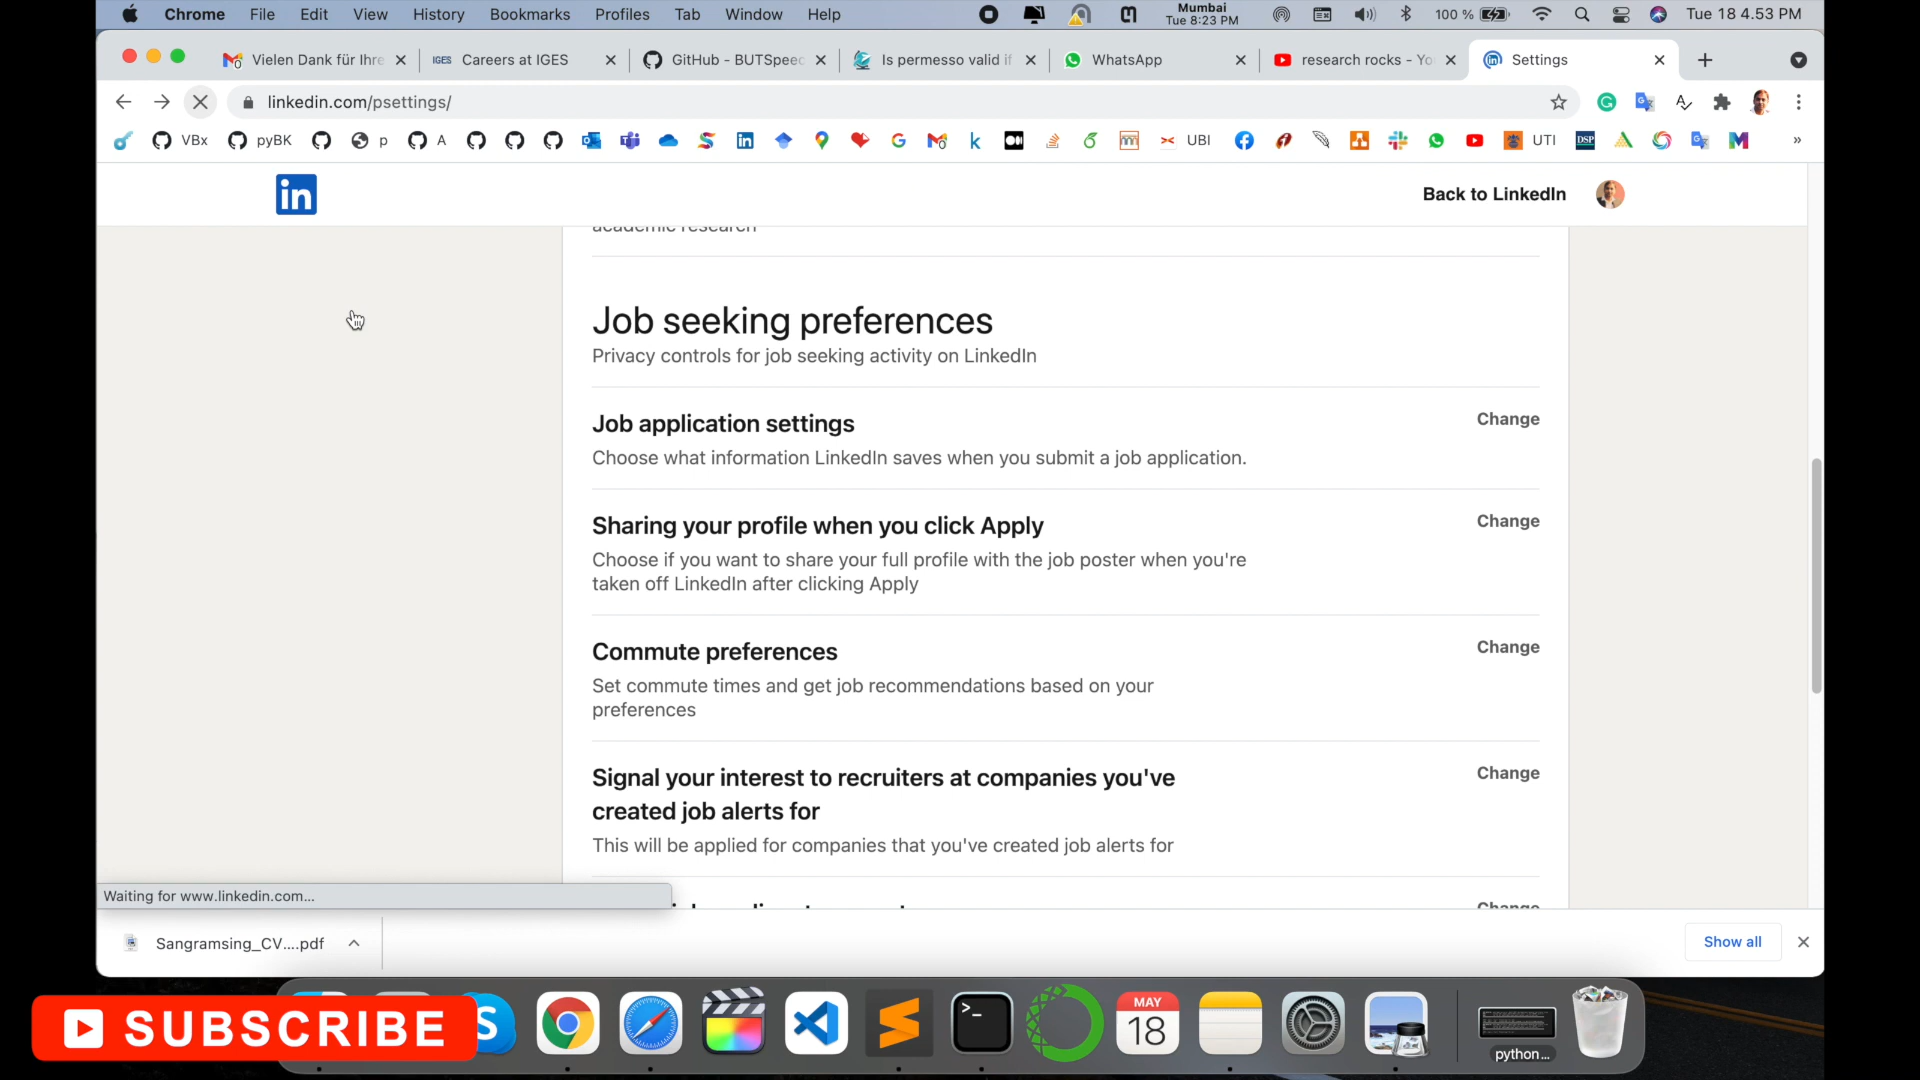 Chrome File Edit View History Bookmarks Profiles Tab Window Help Mumbai Tue 8:23 PM 100 % Tue 18 4.53 PM
Vielen Dank für Ihre IGES Careers at IGES GitHub - BUTSpeec Is permesso valid if WhatsApp research rocks - Yo Settings
linkedin.com/psettings/
VBx pyBK p A UBI UTI DSP »
in Back to LinkedIn
academic research
Job seeking preferences
Privacy controls for job seeking activity on LinkedIn
Job application settings Change
Choose what information LinkedIn saves when you submit a job application.
Sharing your profile when you click Apply Change
Choose if you want to share your full profile with the job poster when you're
taken off LinkedIn after clicking Apply
Commute preferences Change
Set commute times and get job recommendations based on your
preferences
Signal your interest to recruiters at companies you've Change
created job alerts for
This will be applied for companies that you've created job alerts for
Change
Waiting for www.linkedin.com...
Sangramsing_CV....pdf Show all
SUBSCRIBE
MAY
18
python...